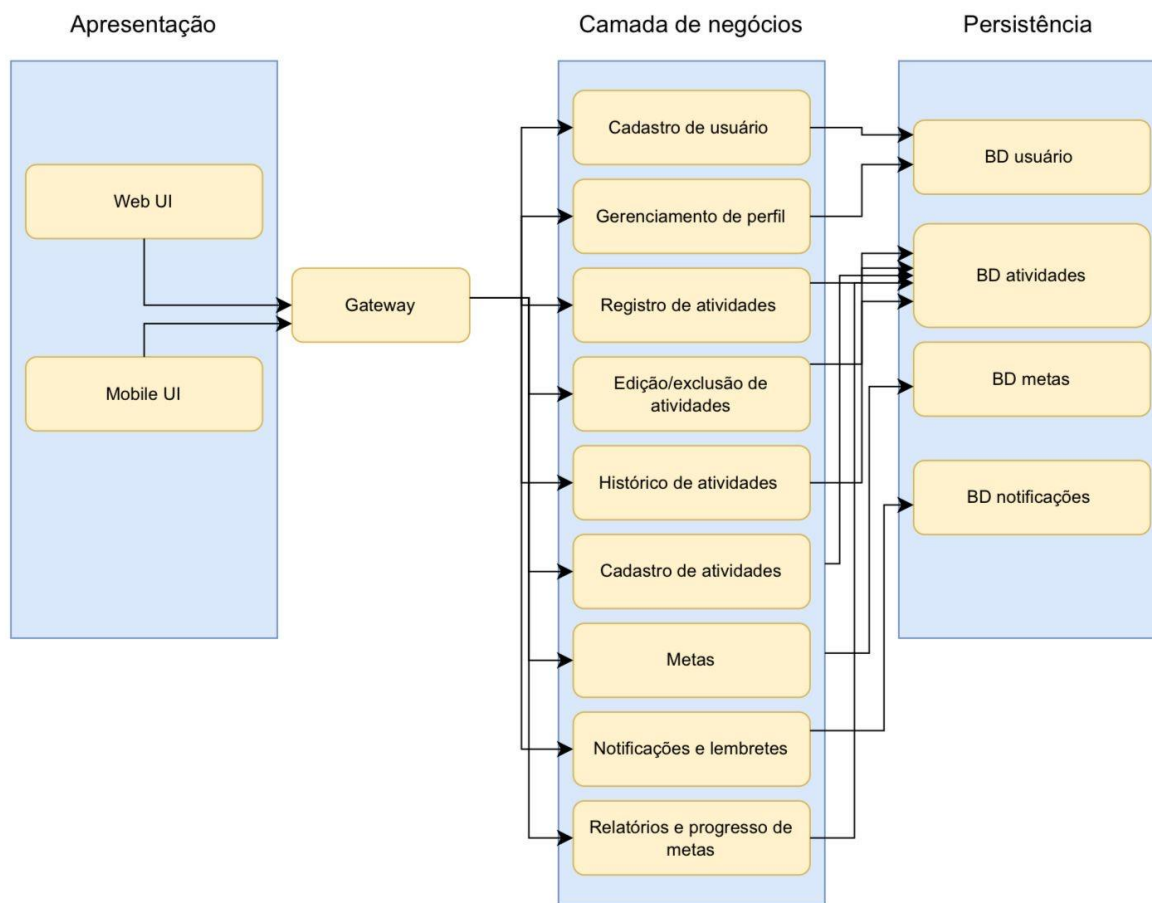 Apresentação
Camada de negócios
Persistência
Web UI
Mobile UI
Gateway
Cadastro de usuário
Gerenciamento de perfil
Registro de atividades
Edição/exclusão de
atividades
Histórico de atividades
Cadastro de atividades
Metas
Notificações e lembretes
Relatórios e progresso de
metas
BD usuário
BD atividades
BD metas
BD notificações